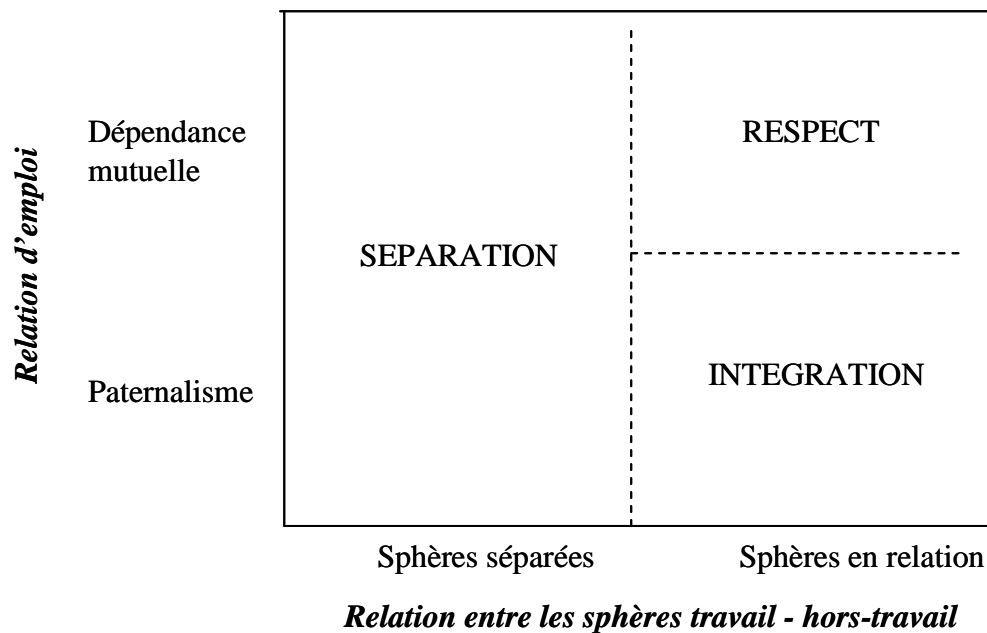 Relation d'emploi
Dépendance
mutuelle
RESPECT
SEPARATION
INTEGRATION
Paternalisme
Sphères séparées
Sphères en relation
Relation entre les sphères travail - hors-travail